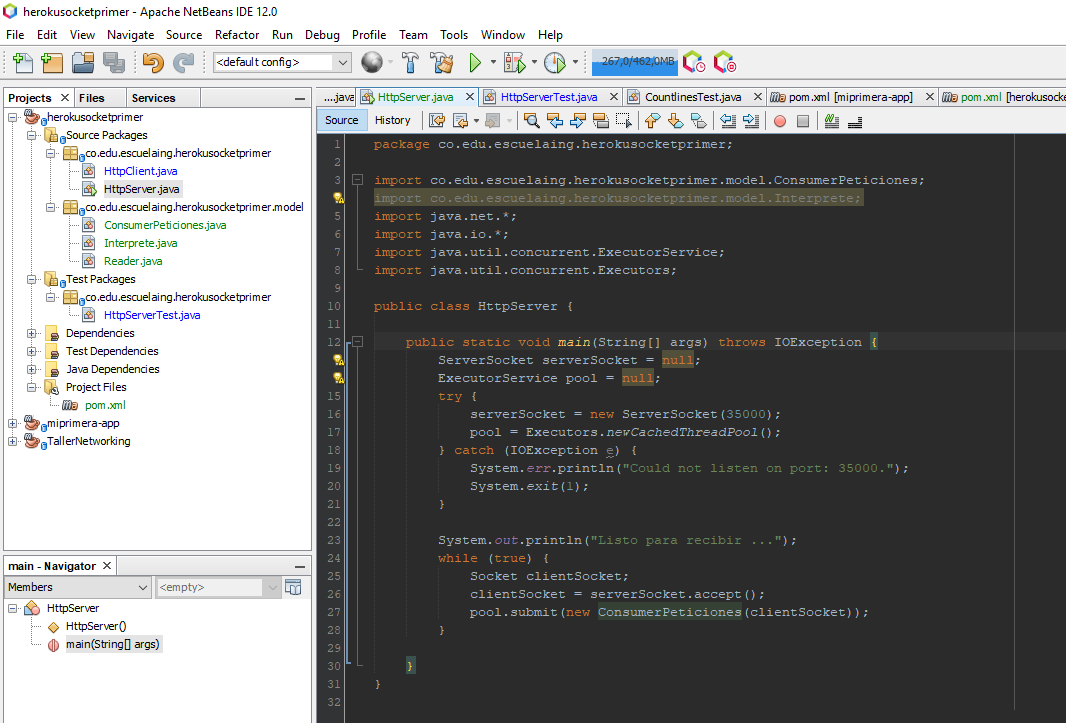 herokusocketprimer - Apache NetBeans IDE 12.0
File Edit View Navigate Source Refactor Run Debug Profile Team Tools Window Help
<default config> 267,0/462,0MB
Projects Files Services
herokusocketprimer
Source Packages
co.edu.escuelaing.herokusocketprimer
HttpClient.java
HttpServer.java
co.edu.escuelaing.herokusocketprimer.model
ConsumerPeticiones.java
Interprete.java
Reader.java
Test Packages
co.edu.escuelaing.herokusocketprimer
HttpServerTest.java
Dependencies
Test Dependencies
Java Dependencies
Project Files
pom.xml
miprimera-app
TallerNetworking
main - Navigator
Members <empty>
HttpServer
HttpServer()
main(String[] args)
....java HttpServer.java HttpServerTest.java CountlinesTest.java pom.xml [miprimera-app] pom.xml [herokusocke
Source History
1 package co.edu.escuelaing.herokusocketprimer;
2
3 import co.edu.escuelaing.herokusocketprimer.model.ConsumerPeticiones;
import co.edu.escuelaing.herokusocketprimer.model.Interprete;
5 import java.net.*;
6 import java.io.*;
7 import java.util.concurrent.ExecutorService;
8 import java.util.concurrent.Executors;
9
10 public class HttpServer {
11
12 public static void main(String[] args) throws IOException {
ServerSocket serverSocket = null;
ExecutorService pool = null;
15 try {
16 serverSocket = new ServerSocket(35000);
17 pool = Executors.newCachedThreadPool();
18 } catch (IOException e) {
19 System.err.println("Could not listen on port: 35000.");
20 System.exit(1);
21 }
22
23 System.out.println("Listo para recibir ...");
24 while (true) {
25 Socket clientSocket;
26 clientSocket = serverSocket.accept();
27 pool.submit(new ConsumerPeticiones(clientSocket));
28 }
29
30 }
31 }
32